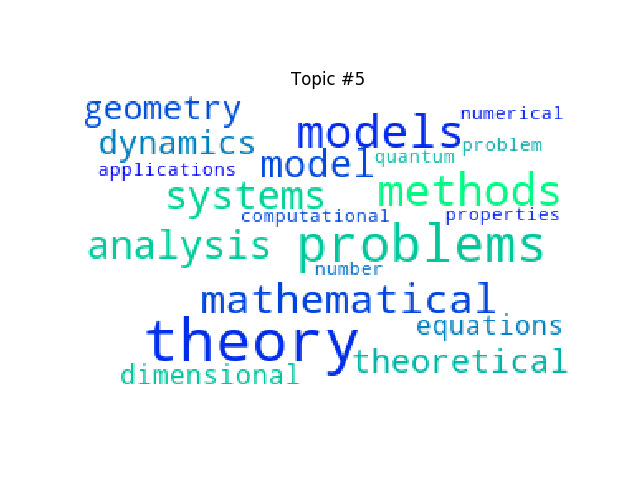 Topic #5
geometry
numerical
models
dynamics
problem
model
quantum
applications
methods
systems
computational
properties
analysis
problems
number
mathematical
equations
theory
theoretical
dimensional